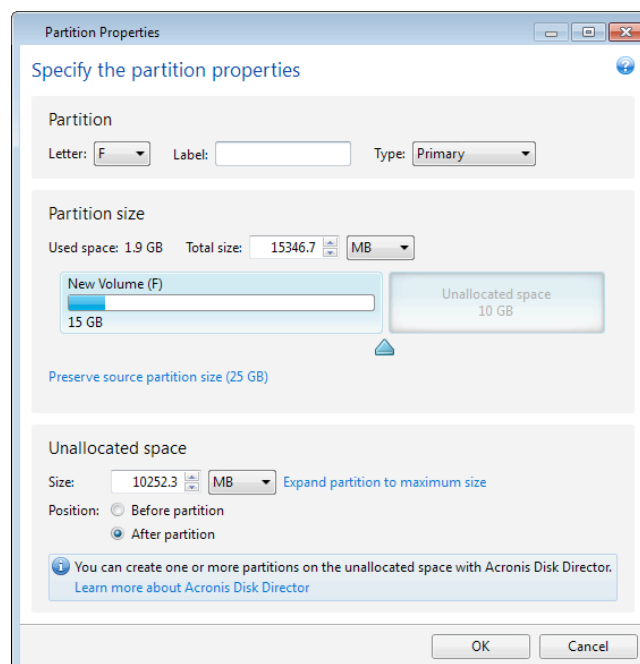 Partition Properties
Specify the partition properties
Partition
Letter: F Label: Type: Primary
Partition size
Used space: 1.9 GB Total size: 15346.7 MB
New Volume (F)
15 GB
Unallocated space
10 GB
Preserve source partition size (25 GB)
Unallocated space
Size: 10252.3 MB Expand partition to maximum size
Position: Before partition
After partition
You can create one or more partitions on the unallocated space with Acronis Disk Director.
Learn more about Acronis Disk Director
OK Cancel